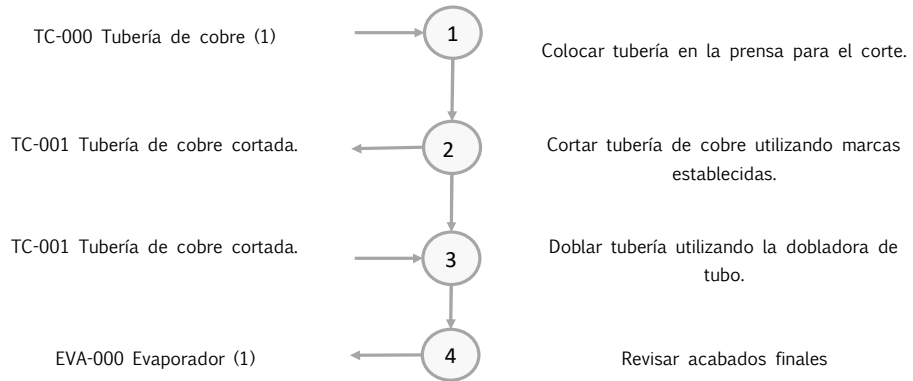 TC-000 Tubería de cobre (1)
1
Colocar tubería en la prensa para el corte.
TC-001 Tubería de cobre cortada.
2
Cortar tubería de cobre utilizando marcas
establecidas.
TC-001 Tubería de cobre cortada.
3
Doblar tubería utilizando la dobladora de
tubo.
EVA-000 Evaporador (1)
4
Revisar acabados finales